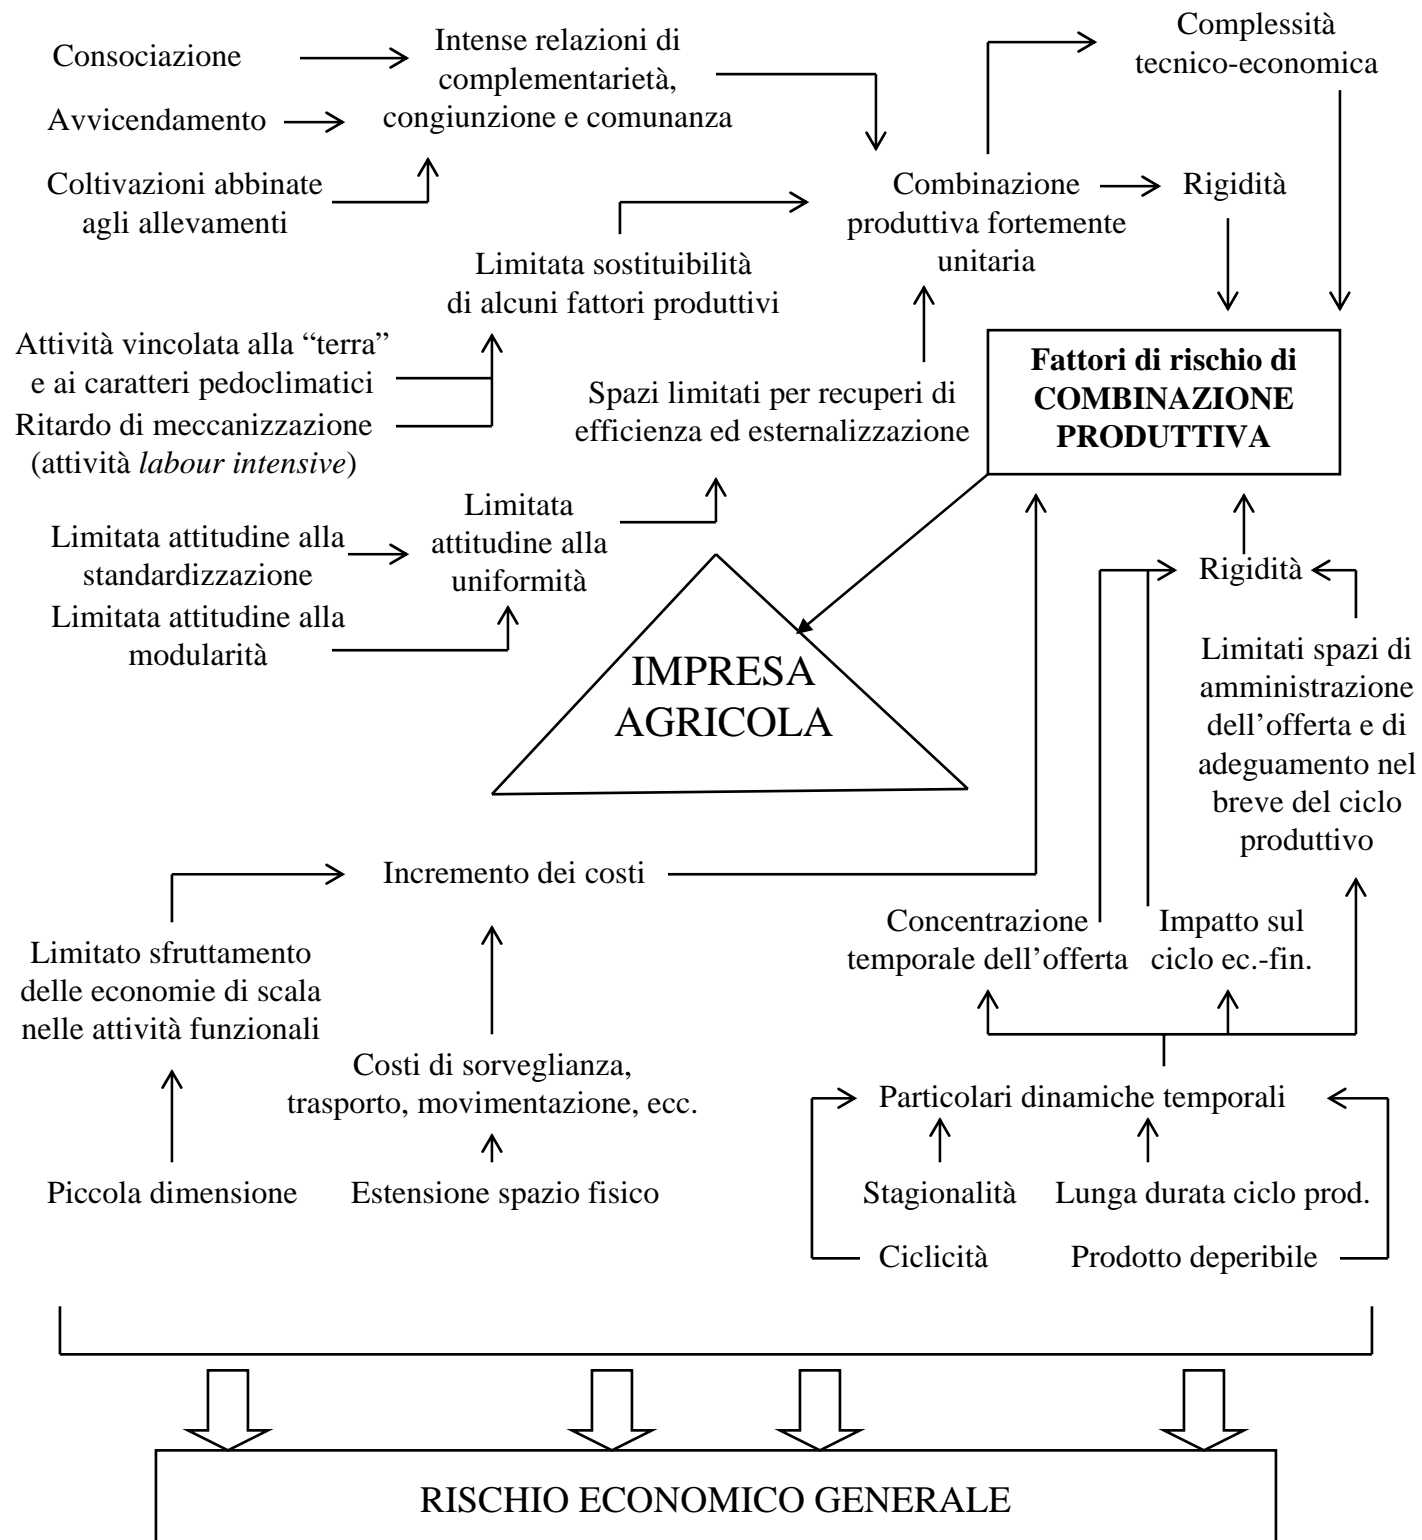 Consociazione
Intense relazioni di
complementarietà,
congiunzione e comunanza
Complessità
tecnico-economica
Avvicendamento
Coltivazioni abbinate
agli allevamenti
Combinazione
produttiva fortemente
unitaria
Rigidità
Limitata sostituibilità
di alcuni fattori produttivi
Attività vincolata alla “terra”
e ai caratteri pedoclimatici
Ritardo di meccanizzazione
(attività labour intensive)
Spazi limitati per recuperi di
efficienza ed esternalizzazione
Fattori di rischio di
COMBINAZIONE
PRODUTTIVA
Limitata attitudine alla
standardizzazione
Limitata attitudine alla
modularità
Limitata
attitudine alla
uniformità
Rigidità
IMPRESA
AGRICOLA
Limitati spazi di
amministrazione
dell’offerta e di
adeguamento nel
breve del ciclo
produttivo
Incremento dei costi
Limitato sfruttamento
delle economie di scala
nelle attività funzionali
Concentrazione
temporale dell’offerta
Impatto sul
ciclo ec.-fin.
Costi di sorveglianza,
trasporto, movimentazione, ecc.
Particolari dinamiche temporali
Piccola dimensione
Estensione spazio fisico
Stagionalità
Lunga durata ciclo prod.
Ciclicità
Prodotto deperibile
RISCHIO ECONOMICO GENERALE